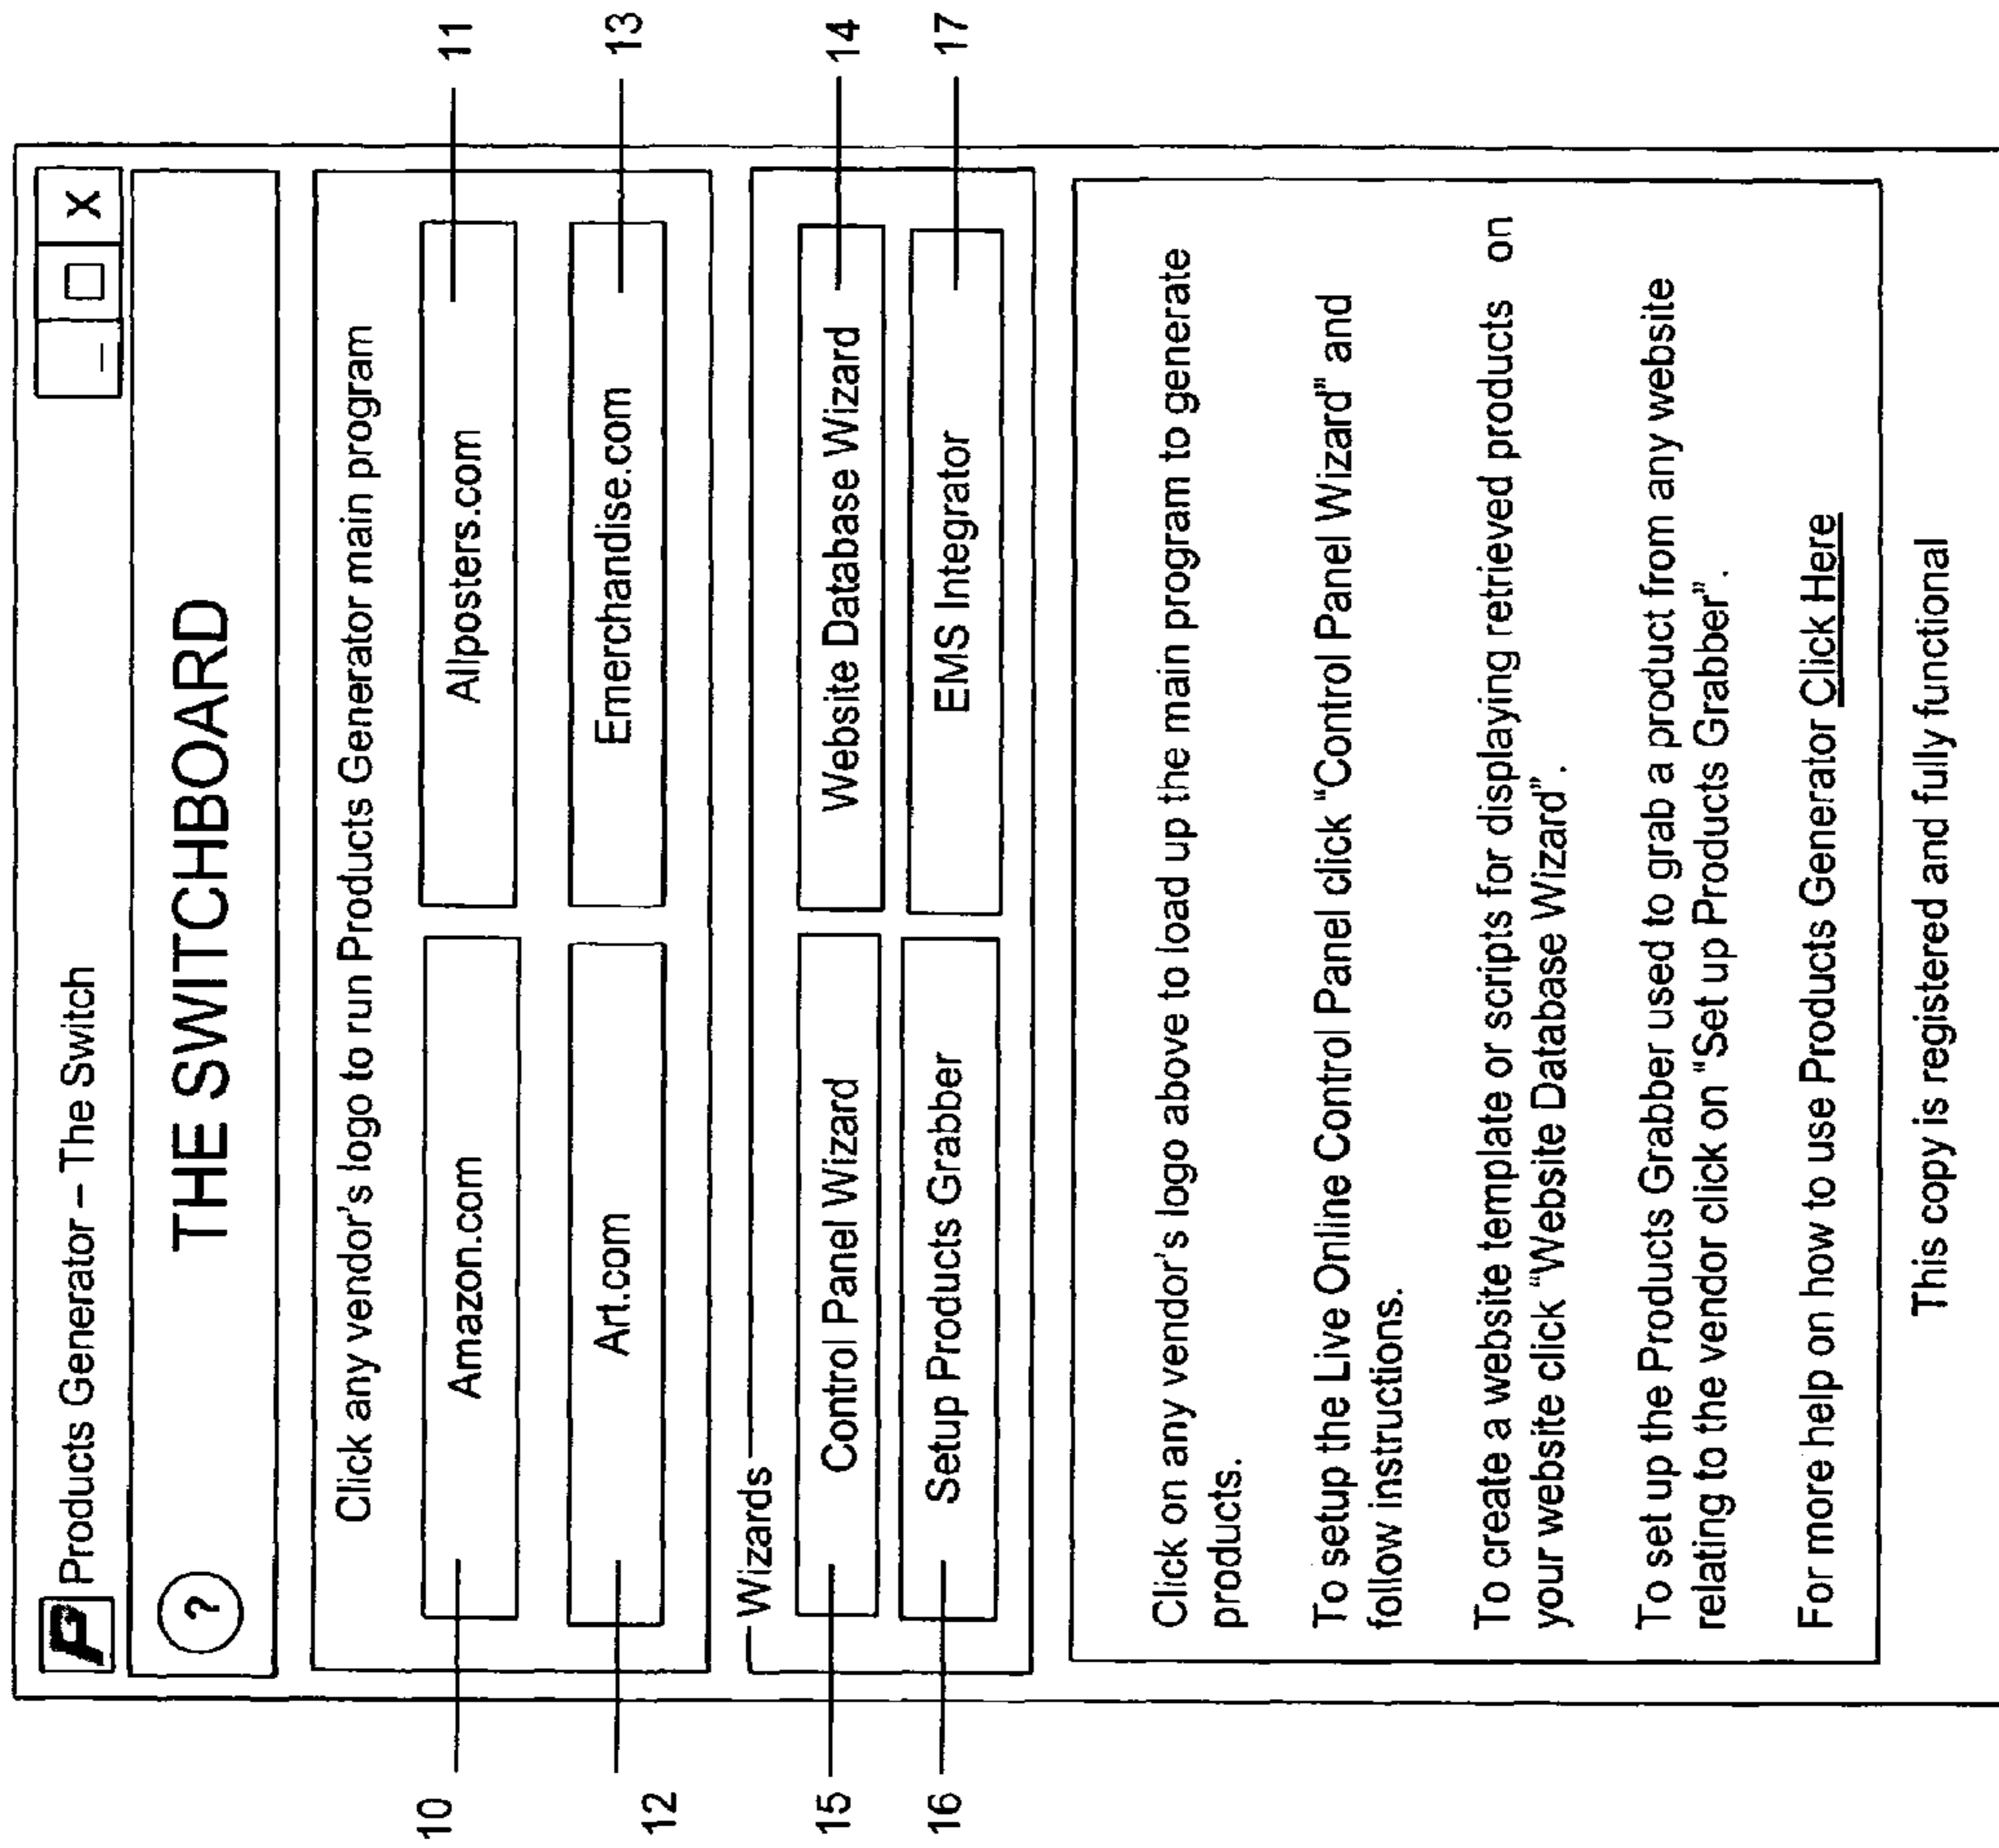 Products Generator – The Switch
_ □ X
?
THE SWITCHBOARD
Click any vendor's logo to run Products Generator main program
10
Amazon.com
Allposters.com
11
12
Art.com
Emerchandise.com
13
Wizards
15
Control Panel Wizard
Website Database Wizard
14
16
Setup Products Grabber
EMS Integrator
17
Click on any vendor's logo above to load up the main program to generate
products.
To setup the Live Online Control Panel click “Control Panel Wizard” and
follow instructions.
To create a website template or scripts for displaying retrieved products on
your website click “Website Database Wizard”.
To set up the Products Grabber used to grab a product from any website
relating to the vendor click on “Set up Products Grabber”.
For more help on how to use Products Generator Click Here
This copy is registered and fully functional